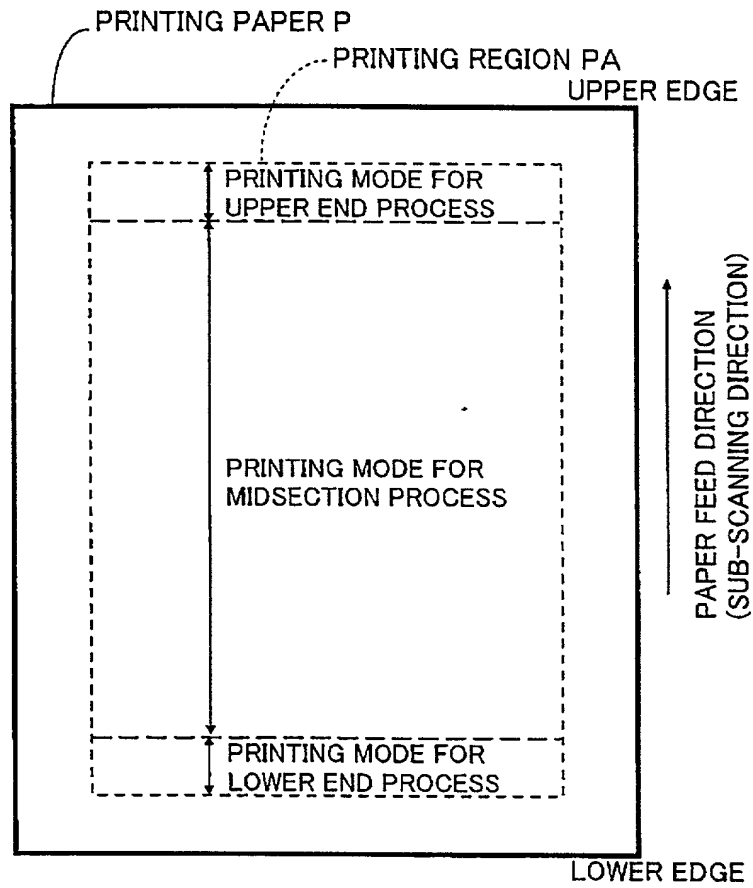 PRINTING PAPER P
PRINTING REGION PA
UPPER EDGE
PRINTING MODE FOR
UPPER END PROCESS
PRINTING MODE FOR
MIDSECTION PROCESS
PAPER FEED DIRECTION
(SUB-SCANNING DIRECTION)
PRINTING MODE FOR
LOWER END PROCESS
LOWER EDGE